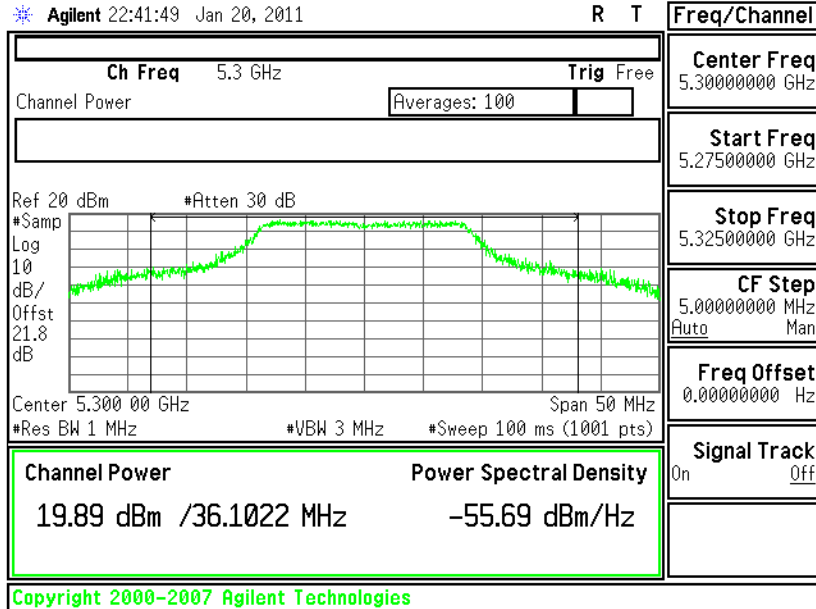 Agilent 22:41:49 Jan 20, 2011 R T
Freq/Channel
Ch Freq 5.3 GHz Trig Free
Channel Power Averages: 100
Center Freq
5.30000000 GHz
Start Freq
5.27500000 GHz
Stop Freq
5.32500000 GHz
CF Step
5.00000000 MHz
Auto Man
Freq Offset
0.00000000 Hz
Signal Track
On Off
Ref 20 dBm #Atten 30 dB
#Samp
Log
10
dB/
Offst
21.8
dB
Center 5.300 00 GHz Span 50 MHz
#Res BW 1 MHz #VBW 3 MHz #Sweep 100 ms (1001 pts)
Channel Power Power Spectral Density
19.89 dBm /36.1022 MHz -55.69 dBm/Hz
Copyright 2000-2007 Agilent Technologies